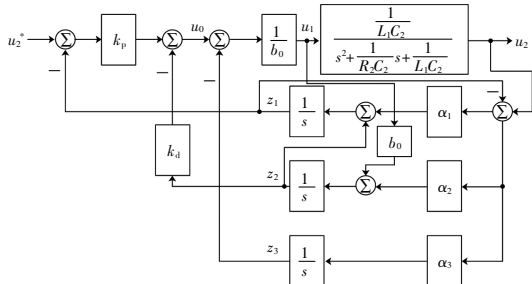 u₂* Σ kₚ Σ u₀ Σ 1/b₀ u₁ (1/(L₁C₂))/(s²+1/(R₂C₂)s+1/(L₁C₂)) u₂
− − − −
z₁ 1/s Σ α₁ Σ
k_d b₀
z₂ 1/s Σ α₂
z₃ 1/s α₃